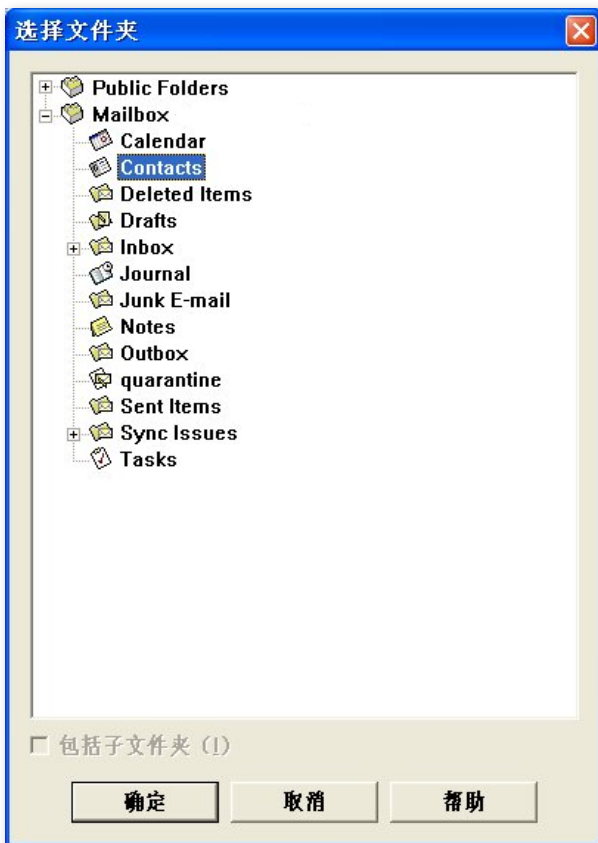 选择文件夹
Public Folders
Mailbox
Calendar
Contacts
Deleted Items
Drafts
Inbox
Journal
Junk E-mail
Notes
Outbox
quarantine
Sent Items
Sync Issues
Tasks
包括子文件夹 (I)
确定 取消 帮助